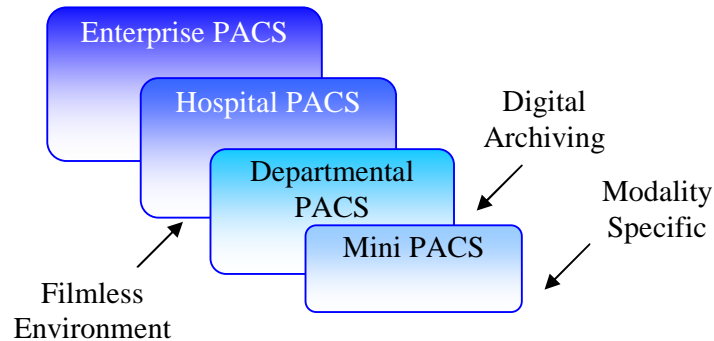 Enterprise PACS
Hospital PACS
Departmental
PACS
Mini PACS
Digital
Archiving
Modality
Specific
Filmless
Environment